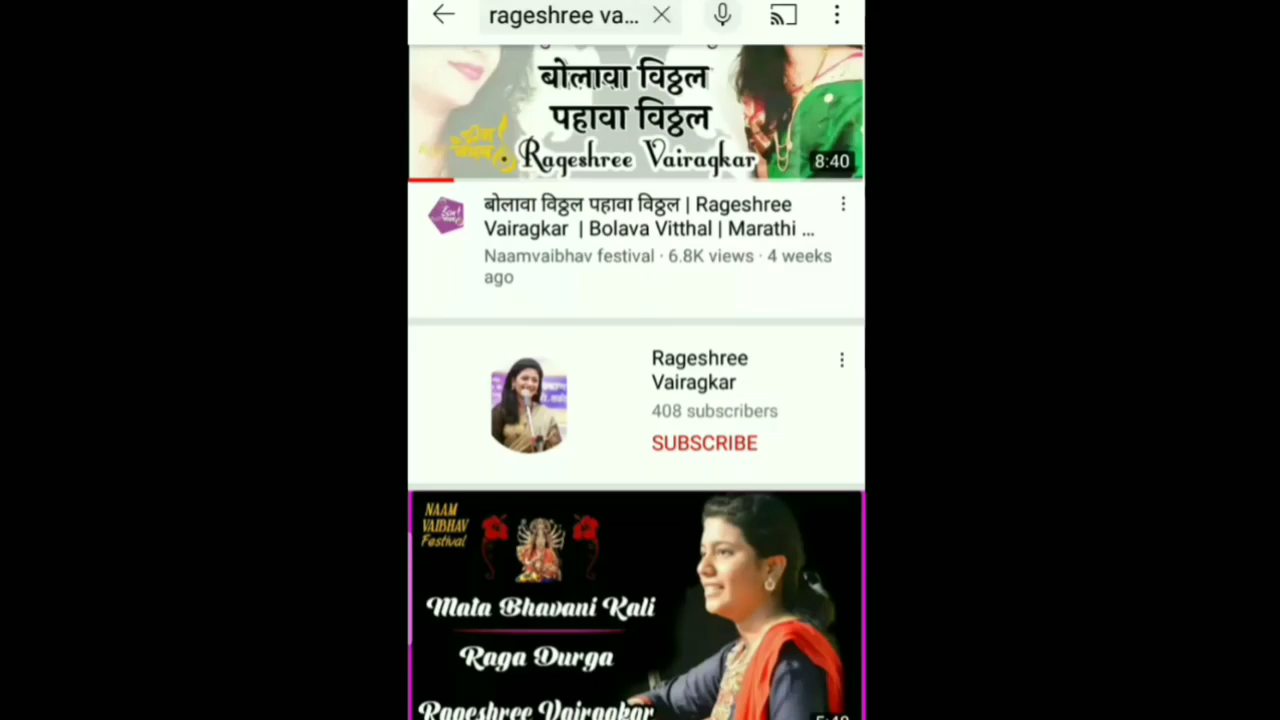 rageshree va...
बोलावा विठ्ठल
पहावा विठ्ठल
Rageshree Vairagkar
8:40
बोलावा विठ्ठल पहावा विठ्ठल | Rageshree
Vairagkar | Bolava Vitthal | Marathi ...
Naamvaibhav festival · 6.8K views · 4 weeks
ago
Rageshree
Vairagkar
408 subscribers
SUBSCRIBE
NAAM
VAIBHAV
Festival
Mata Bhavani Kali
Raga Durga
Rageshree Vairagkar